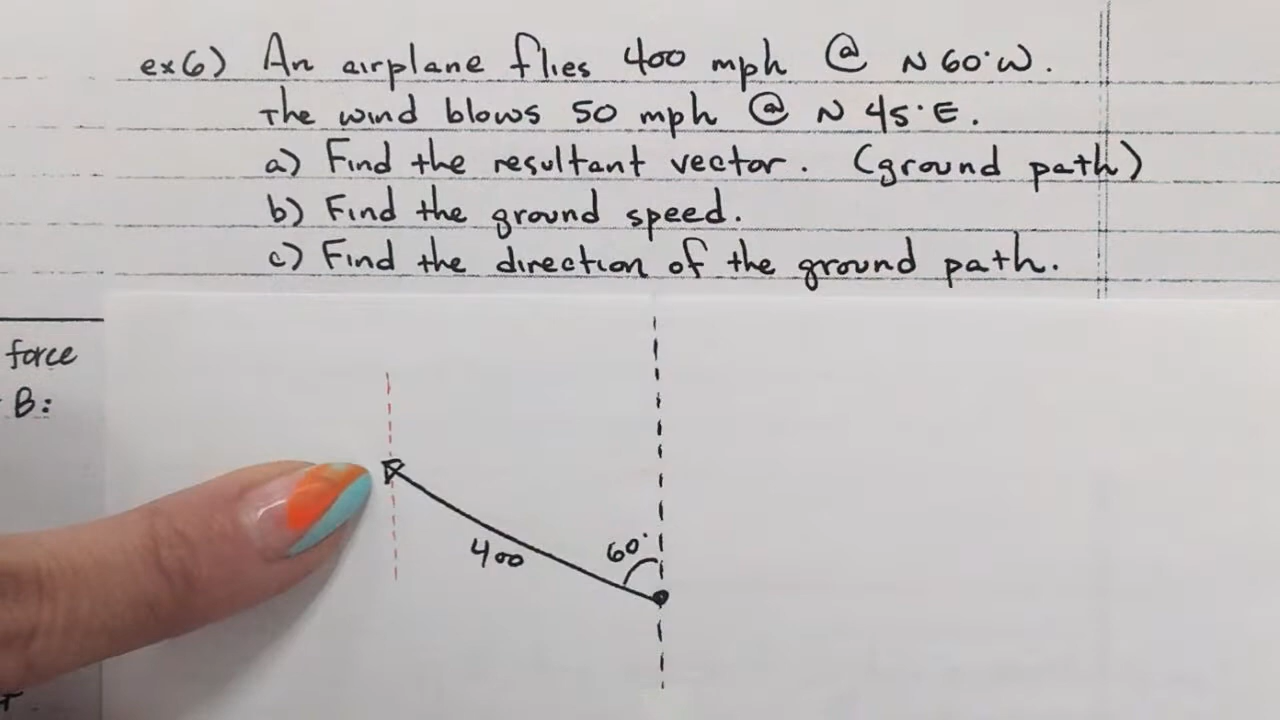 ex6) An airplane flies 400 mph @ N 60°W.
The wind blows 50 mph @ N 45°E.
a) Find the resultant vector. (ground path)
b) Find the ground speed.
c) Find the direction of the ground path.
force
B:
60°
400